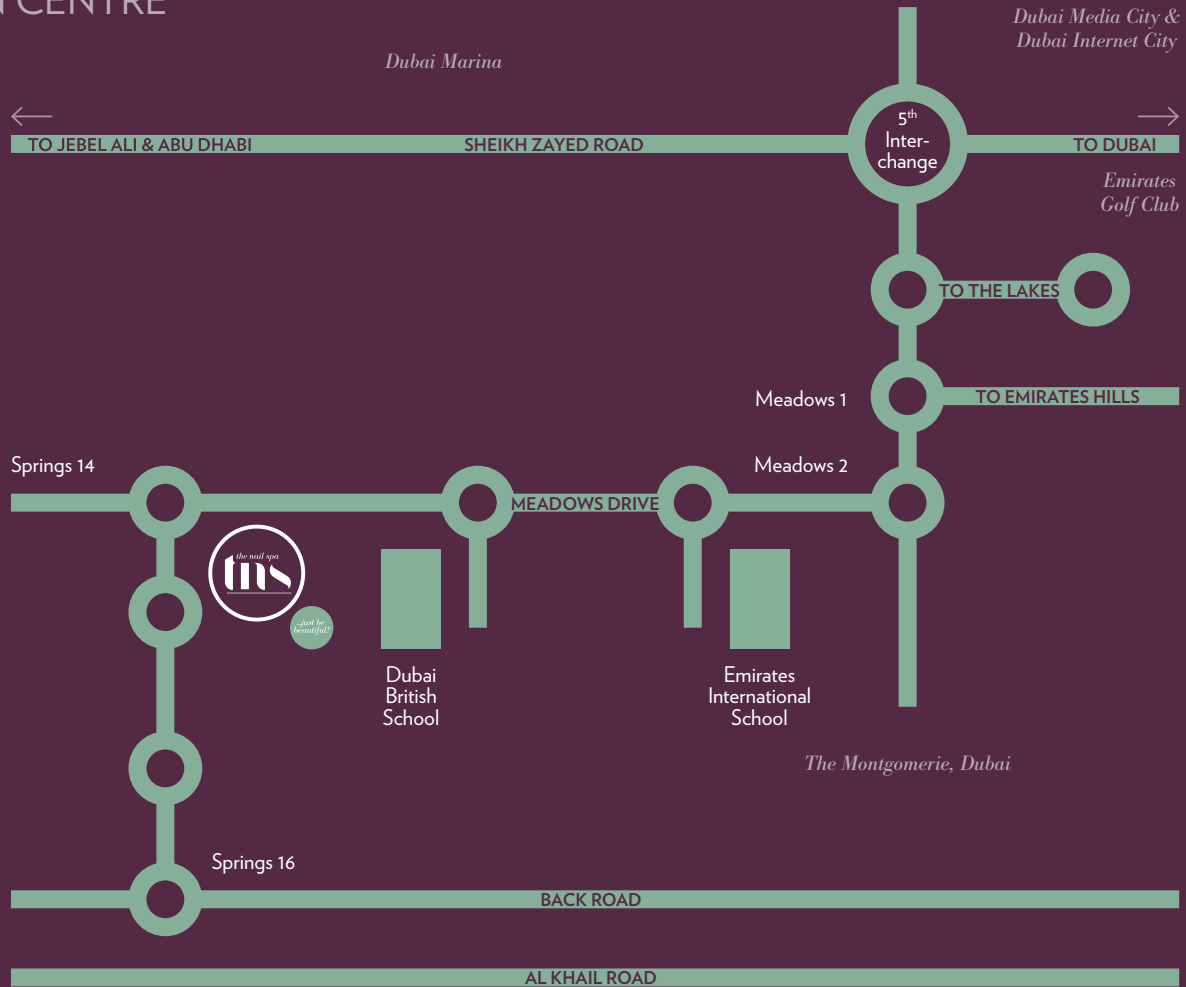 N CENTRE
Dubai Media City &
Dubai Internet City
Dubai Marina
5th
Inter-
change
TO JEBEL ALI & ABU DHABI
SHEIKH ZAYED ROAD
TO DUBAI
Emirates
Golf Club
TO THE LAKES
Meadows 1
TO EMIRATES HILLS
Springs 14
Meadows 2
MEADOWS DRIVE
the nail spa
tns
...just be
beautiful!
Dubai
British
School
Emirates
International
School
The Montgomerie, Dubai
Springs 16
BACK ROAD
AL KHAIL ROAD